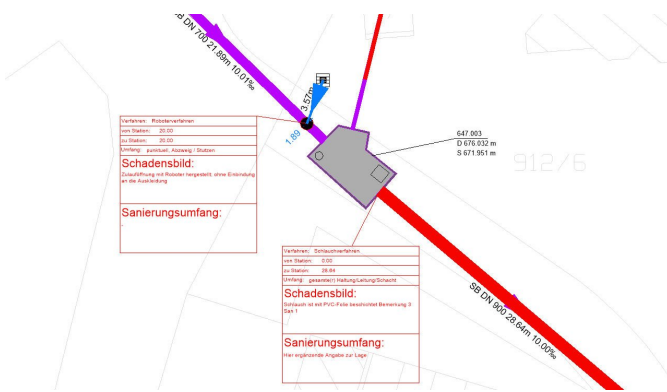 SB DN 700 21.89m 10.01‰
3.57m
1.89
Verfahren: Roboterverfahren
von Station: 20.00
zu Station: 20.00
Umfang: punktuell, Abzweig / Stutzen
Schadensbild:
Zulauföffnung mit Roboter hergestellt, ohne Einbindung
an die Auskleidung
Sanierungsumfang:
.
647.003
D 676.032 m
S 671.951 m
912/6
Verfahren: Schlauchverfahren
von Station: 0.00
zu Station: 28.64
Umfang: gesamte(r) Haltung/Leitung/Schacht
Schadensbild:
Schlauch ist mit PVC-Folie beschichtet Bemerkung 3
San 1
Sanierungsumfang:
Hier ergänzende Angabe zur Lage.
SB DN 900 28.64m 10.00‰